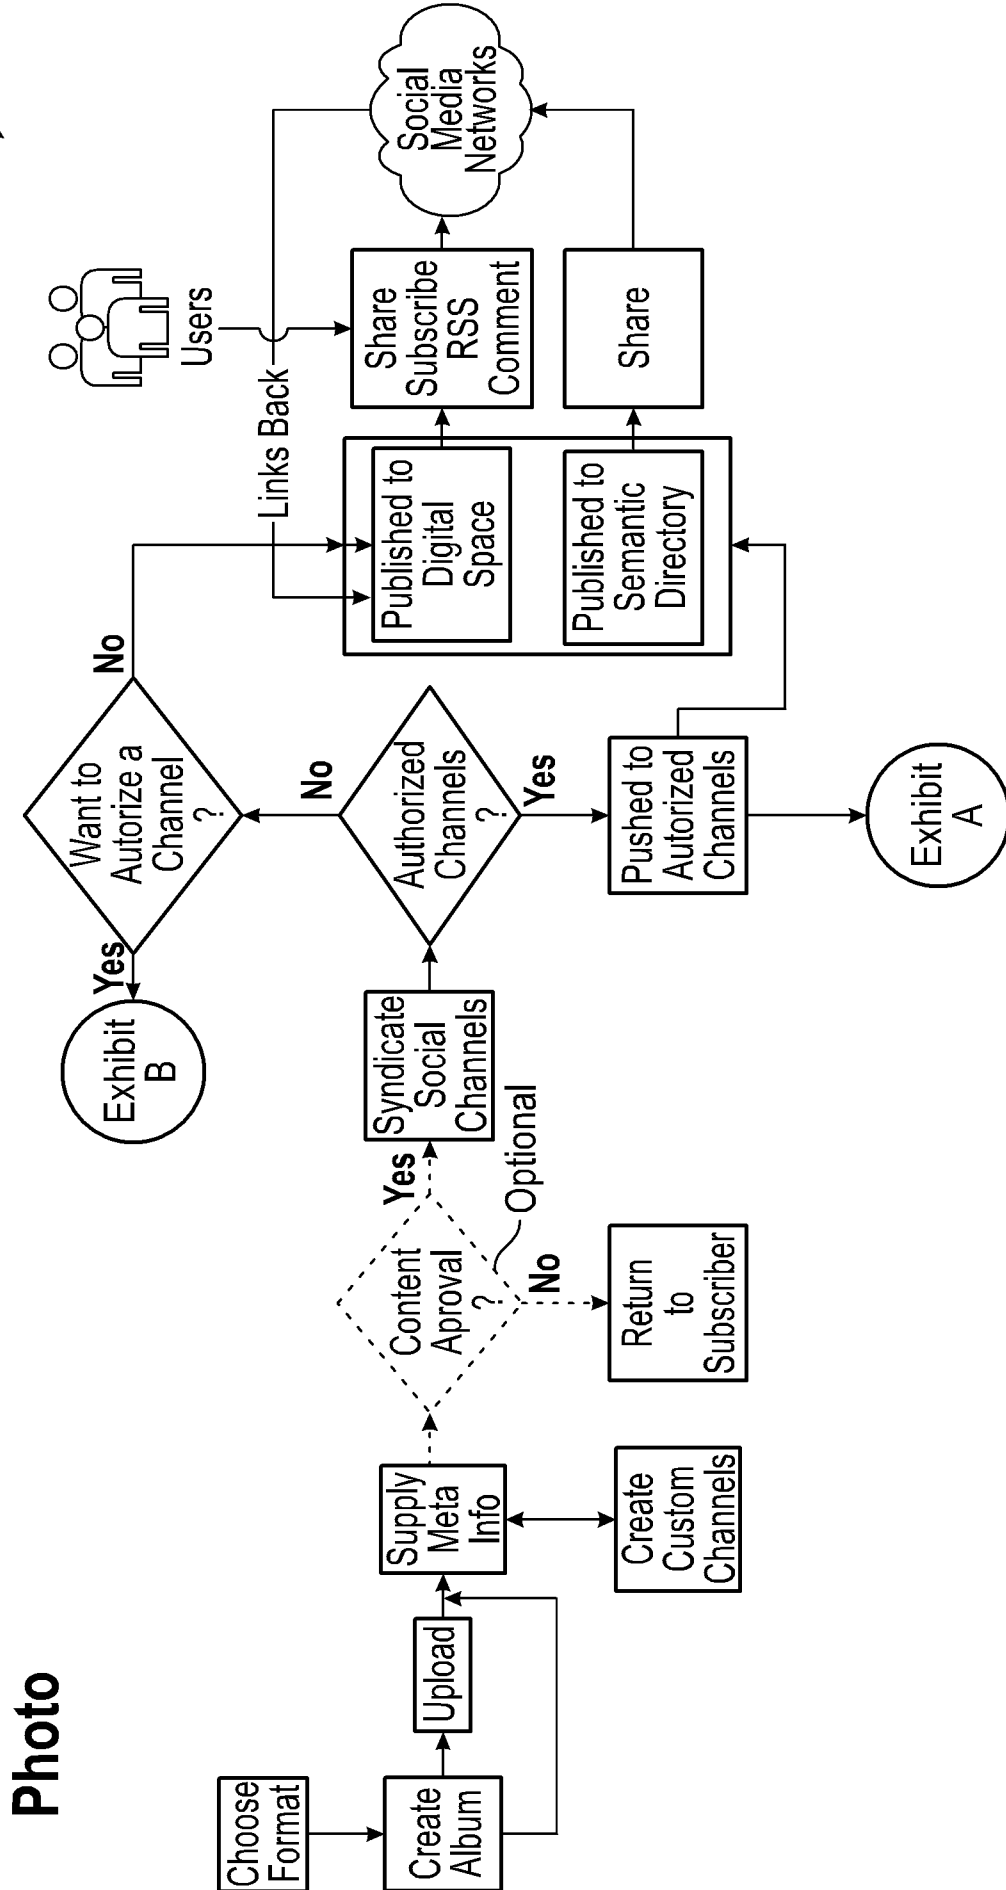 Photo
Choose
Format
Create
Album
Upload
Supply
Meta
Info
Create
Custom
Channels
Content
Aproval
?
Optional
Yes
No
Return
to
Subscriber
Syndicate
Social
Channels
Authorized
Channels
?
No
Yes
Want to
Autorize a
Channel
?
Yes
No
Exhibit
B
Pushed to
Autorized
Channels
Exhibit
A
Published to
Digital
Space
Published to
Semantic
Directory
Links Back
Users
Share
Subscribe
RSS
Comment
Share
Social
Media
Networks